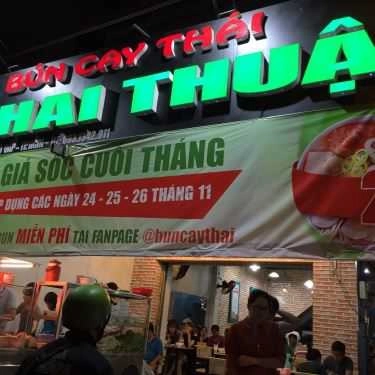 BÚN CAY THÁI
HAI THUẬ
GIÁ SỐC CUỐI THÁNG
P DỤNG CÁC NGÀY 24 - 25 - 26 THÁNG 11
MIỄN PHÍ TẠI FANPAGE @buncaythai